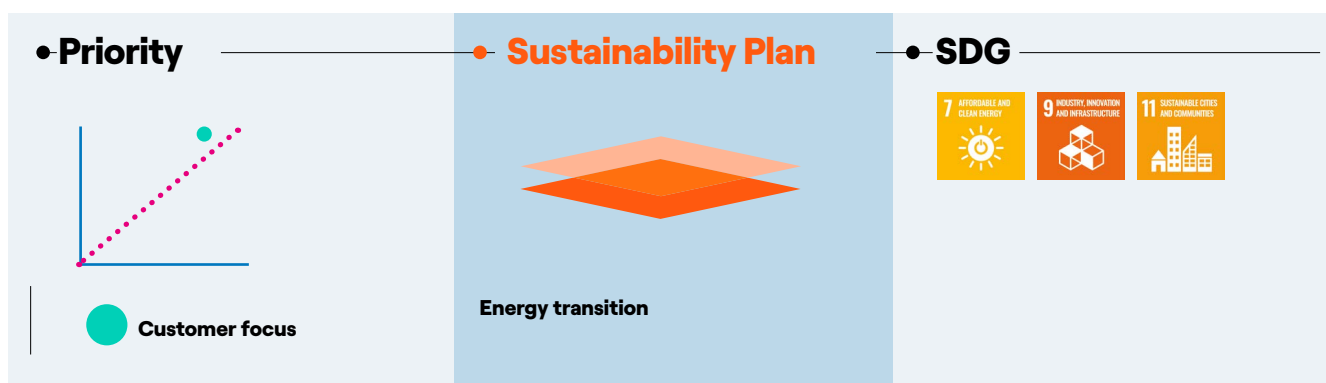 Priority
Sustainability Plan
SDG
7 AFFORDABLE AND
CLEAN ENERGY
9 INDUSTRY, INNOVATION
AND INFRASTRUCTURE
11 SUSTAINABLE CITIES
AND COMMUNITIES
Customer focus
Energy transition